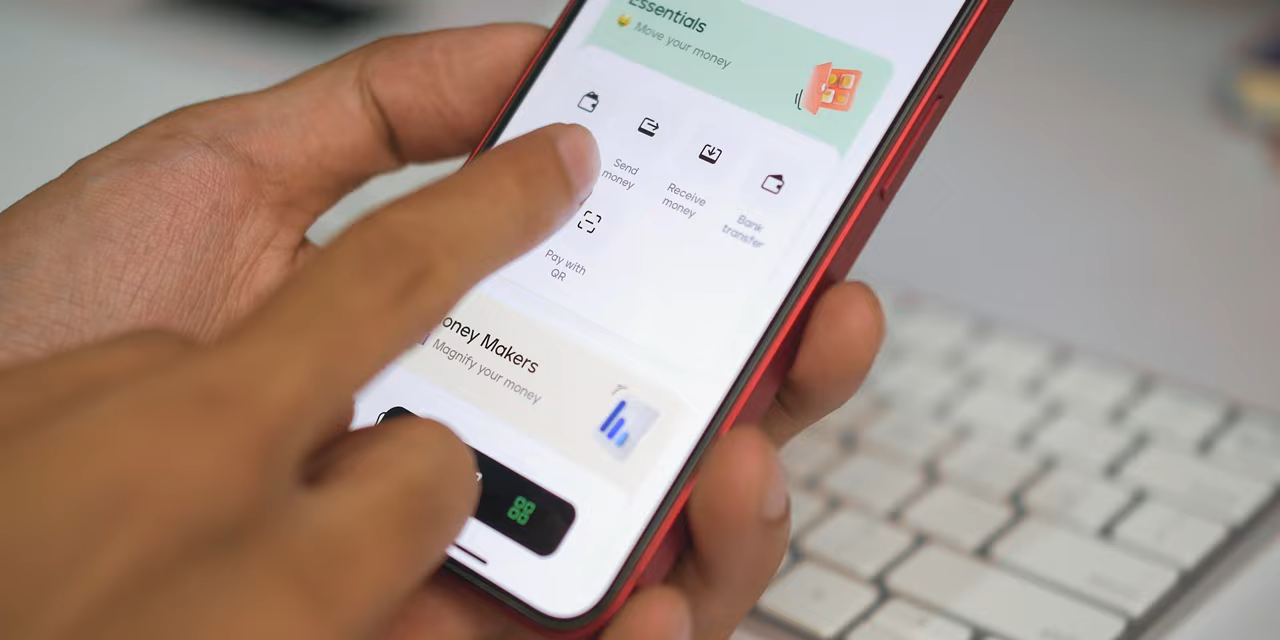 Essentials
Move your money
Send
money
Receive
money
Bank
transfer
Pay with
QR
oney Makers
Magnify your money